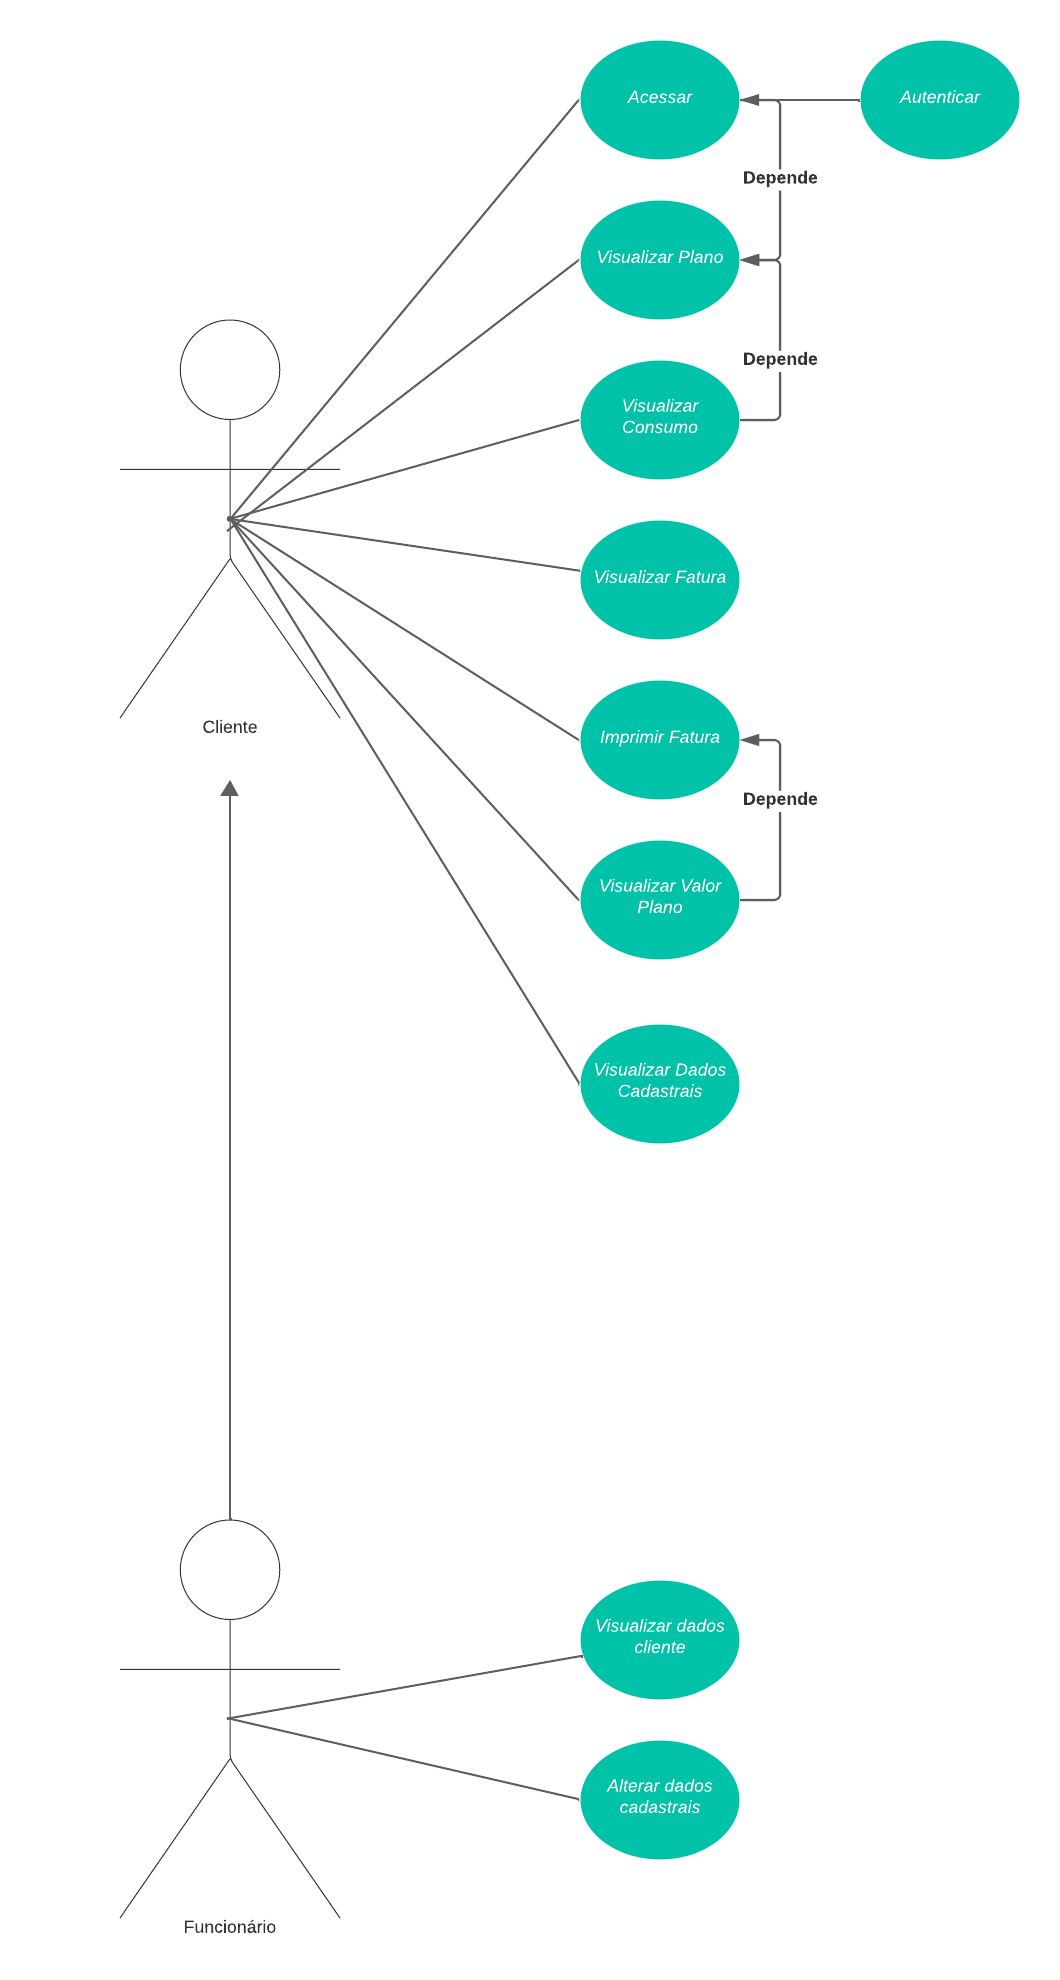 Acessar
Autenticar
Depende
Visualizar Plano
Depende
Visualizar
Consumo
Visualizar Fatura
Cliente
Imprimir Fatura
Depende
Visualizar Valor
Plano
Visualizar Dados
Cadastrais
Visualizar dados
cliente
Alterar dados
cadastrais
Funcionário